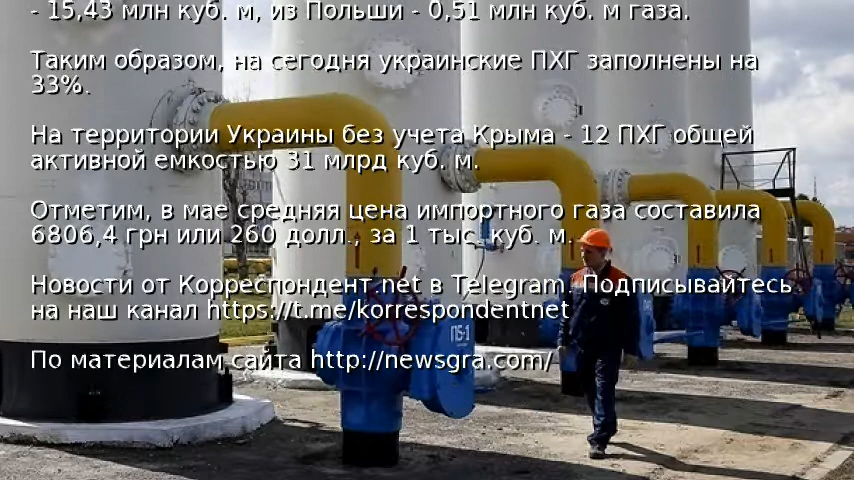 - 15,43 млн куб. м, из Польши - 0,51 млн куб. м газа.
Таким образом, на сегодня украинские ПХГ заполнены на
33%.
На территории Украины без учета Крыма - 12 ПХГ общей
активной емкостью 31 млрд куб. м.
Отметим, в мае средняя цена импортного газа составила
6806,4 грн или 260 долл., за 1 тыс. куб. м.
Новости от Корреспондент.net в Telegram. Подписывайтесь
на наш канал https://t.me/korrespondentnet
ПБ-1
По материалам сайта http://newsgra.com/